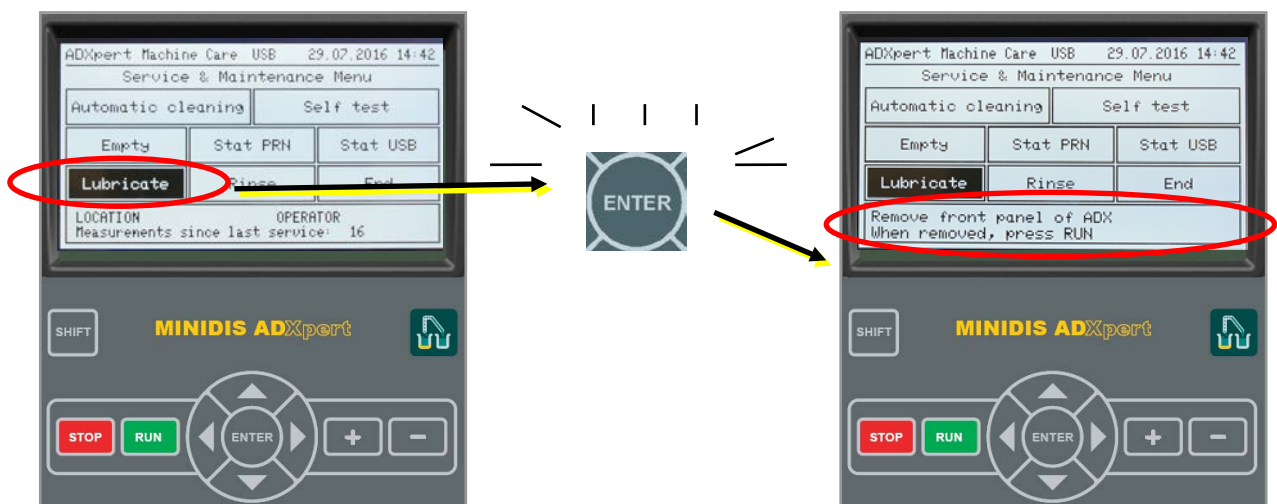 ADXpert Machine Care USB 29.07.2016 14:42
Service & Maintenance Menu
Automatic cleaning Self test
Empty Stat PRN Stat USB
Lubricate Rinse End
LOCATION OPERATOR
Measurements since last service: 16
SHIFT MINIDIS ADXpert
STOP RUN ENTER + -
ENTER
ADXpert Machine Care USB 29.07.2016 14:42
Service & Maintenance Menu
Automatic cleaning Self test
Empty Stat PRN Stat USB
Lubricate Rinse End
Remove front panel of ADX
When removed, press RUN
SHIFT MINIDIS ADXpert
STOP RUN ENTER + -